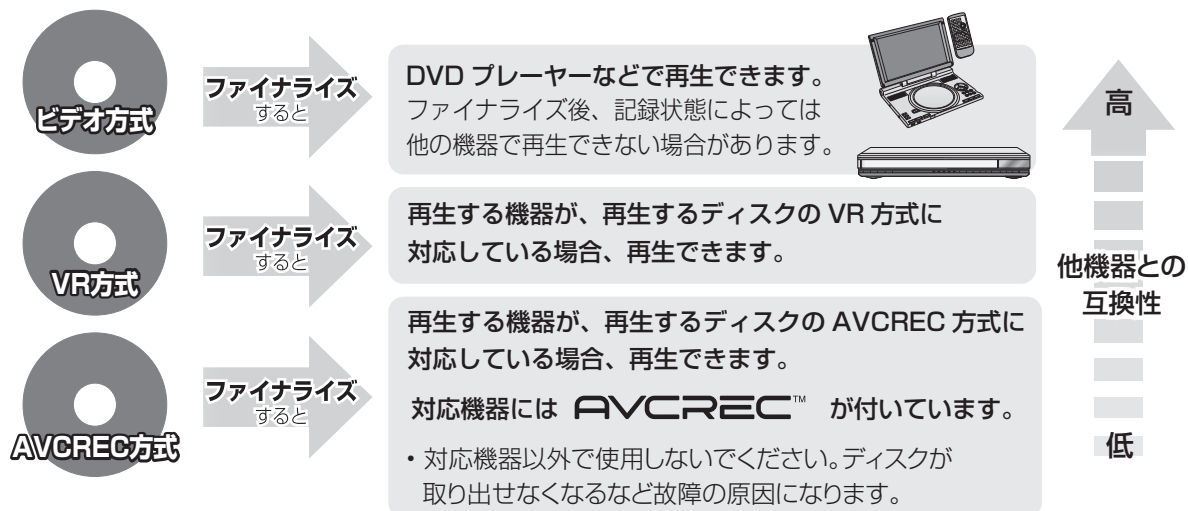 ビデオ方式
ファイナライズ
すると
DVD プレーヤーなどで再生できます。
ファイナライズ後、記録状態によっては
他の機器で再生できない場合があります。
VR方式
ファイナライズ
すると
再生する機器が、再生するディスクの VR 方式に
対応している場合、再生できます。
AVCREC方式
ファイナライズ
すると
再生する機器が、再生するディスクの AVCREC 方式に
対応している場合、再生できます。
対応機器には AVCREC™ が付いています。
・対応機器以外で使用しないでください。ディスクが
取り出せなくなるなど故障の原因になります。
高
他機器との
互換性
低